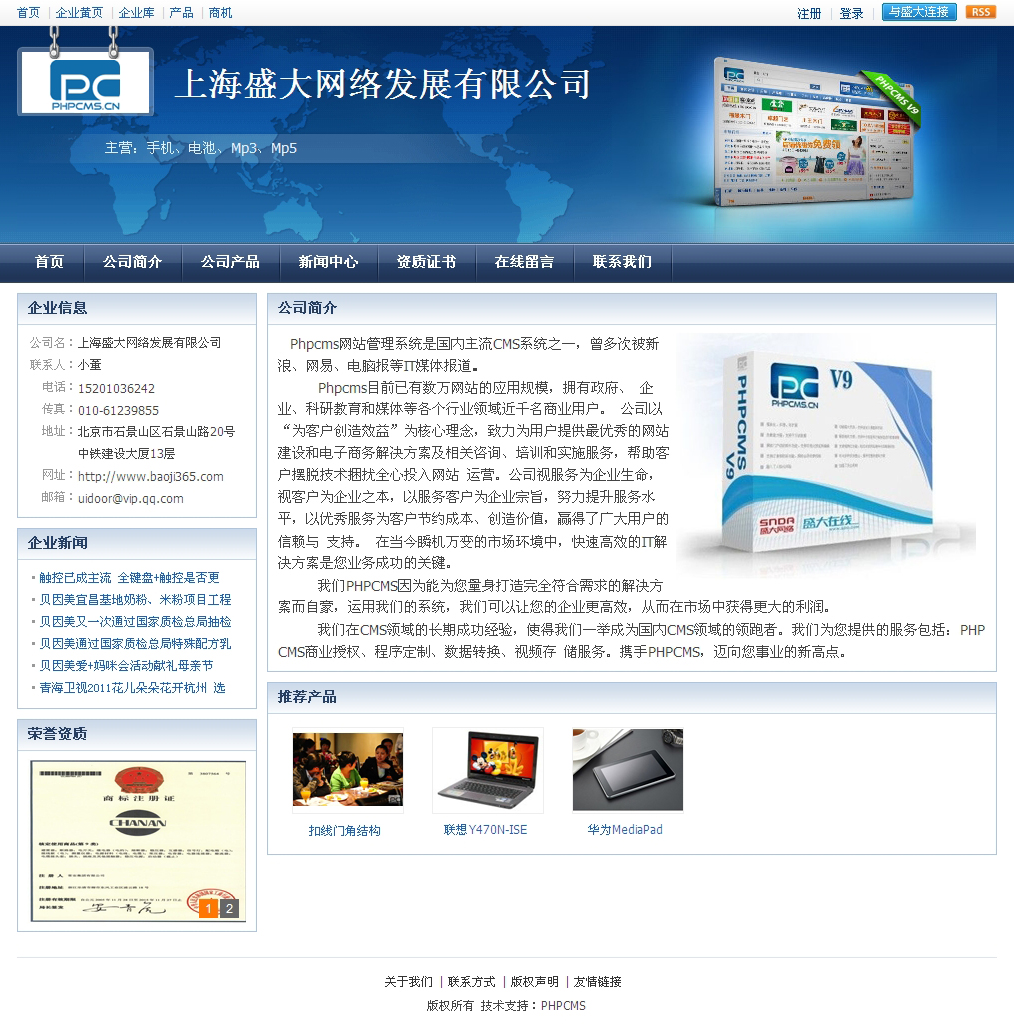 首页 企业黄页 企业库 产品 商机
注册 登录 与盛大连接 RSS
PC
PHPCMS.CN
上海盛大网络发展有限公司
主营：手机、电池、Mp3、Mp5
PHPCMS V9
首页 公司简介 公司产品 新闻中心 资质证书 在线留言 联系我们
企业信息
公司名：上海盛大网络发展有限公司
联系人：小董
电话：15201036242
传真：010-61239855
地址：北京市石景山区石景山路20号
中铁建设大厦13层
网址：http://www.baoji365.com
邮箱：uidoor@vip.qq.com
企业新闻
触控已成主流 全键盘+触控是否更
贝因美宜昌基地奶粉、米粉项目工程
贝因美又一次通过国家质检总局抽检
贝因美通过国家质检总局特殊配方乳
贝因美爱+妈咪会活动献礼母亲节
青海卫视2011花儿朵朵花开杭州 选
荣誉资质
商标注册证
CHANAN
1 2
公司简介
Phpcms网站管理系统是国内主流CMS系统之一，曾多次被新
浪、网易、电脑报等IT媒体报道。
Phpcms目前已有数万网站的应用规模，拥有政府、 企
业、科研教育和媒体等各个行业领域近千名商业用户。 公司以
“为客户创造效益”为核心理念，致力为用户提供最优秀的网站
建设和电子商务解决方案及相关咨询、培训和实施服务，帮助客
户摆脱技术捆扰全心投入网站 运营。公司视服务为企业生命，
视客户为企业之本，以服务客户为企业宗旨，努力提升服务水
平，以优秀服务为客户节约成本、创造价值，赢得了广大用户的
信赖与 支持。 在当今瞬机万变的市场环境中，快速高效的IT解
决方案是您业务成功的关键。
我们PHPCMS因为能为您量身打造完全符合需求的解决方
案而自豪，运用我们的系统，我们可以让您的企业更高效，从而在市场中获得更大的利润。
我们在CMS领域的长期成功经验，使得我们一举成为国内CMS领域的领跑者。我们为您提供的服务包括：PHP
CMS商业授权、程序定制、数据转换、视频存 储服务。携手PHPCMS，迈向您事业的新高点。
PC V9
PHPCMS.CN
PHPCMS V9
SNDA 盛大网络 盛大在线
推荐产品
扣线门角结构 联想Y470N-ISE 华为MediaPad
关于我们 | 联系方式 | 版权声明 | 友情链接
版权所有 技术支持：PHPCMS